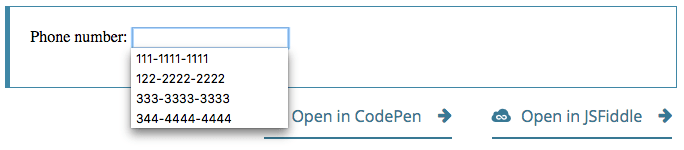 Phone number:
111-1111-1111
122-2222-2222
333-3333-3333
344-4444-4444
Open in CodePen
Open in JSFiddle